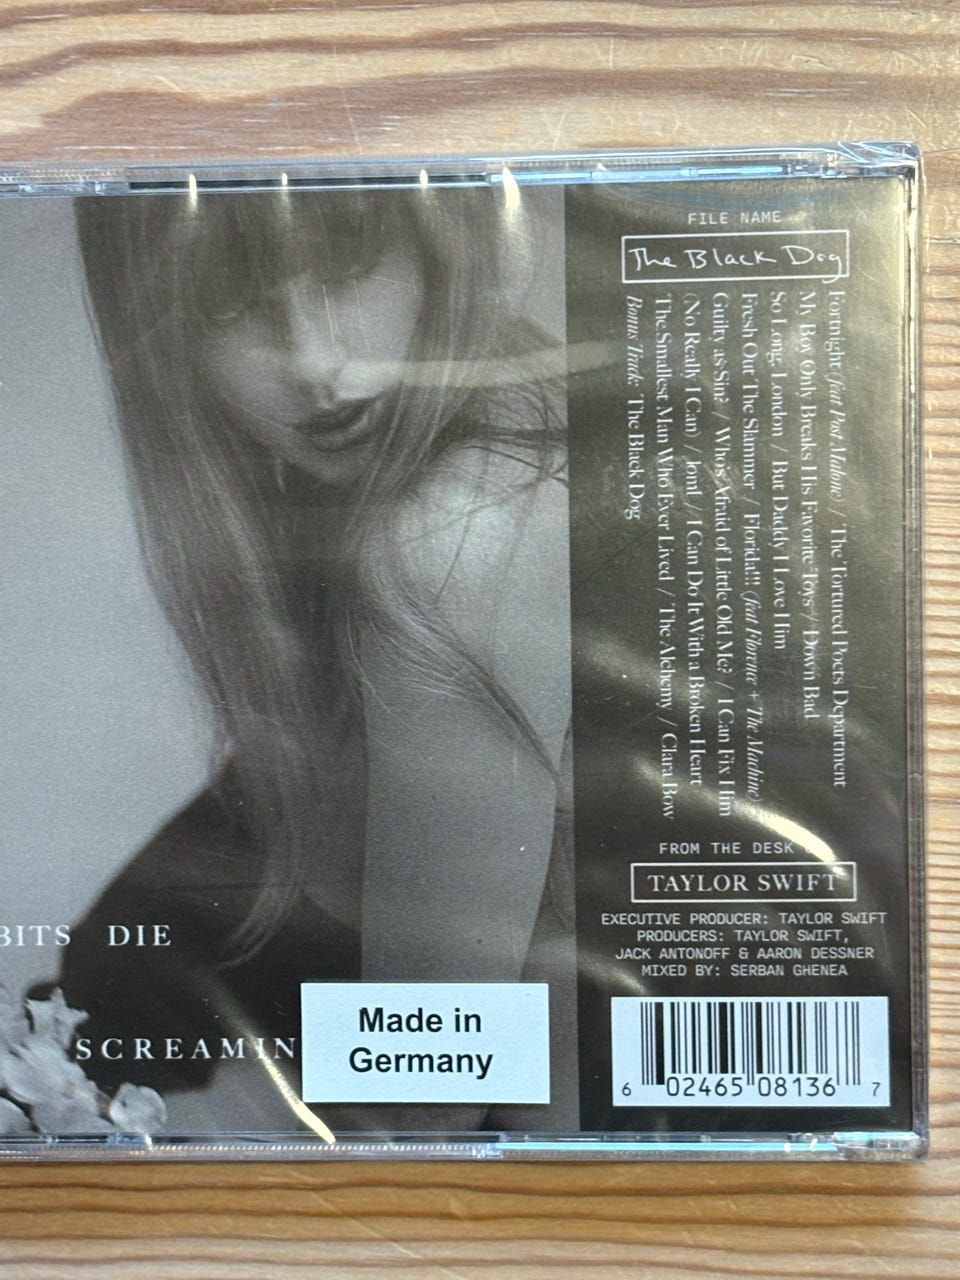 FILE NAME
The Black Dog
Fortnight (feat Post Malone) / The Tortured Poets Department
My Boy Only Breaks His Favorite Toys / Down Bad
So Long, London / But Daddy I Love Him
Fresh Out The Slammer / Florida!!! (feat Florence + The Machine)
Guilty as Sin? / Who's Afraid of Little Old Me? / I Can Fix Him
(No Really I Can) / loml / I Can Do It With a Broken Heart
The Smallest Man Who Ever Lived / The Alchemy / Clara Bow
Bonus Track: The Black Dog
FROM THE DESK
TAYLOR SWIFT
EXECUTIVE PRODUCER: TAYLOR SWIFT
PRODUCERS: TAYLOR SWIFT,
JACK ANTONOFF & AARON DESSNER
MIXED BY: SERBAN GHENEA
6 02465 08136 7
BITS DIE
SCREAMIN
Made in
Germany